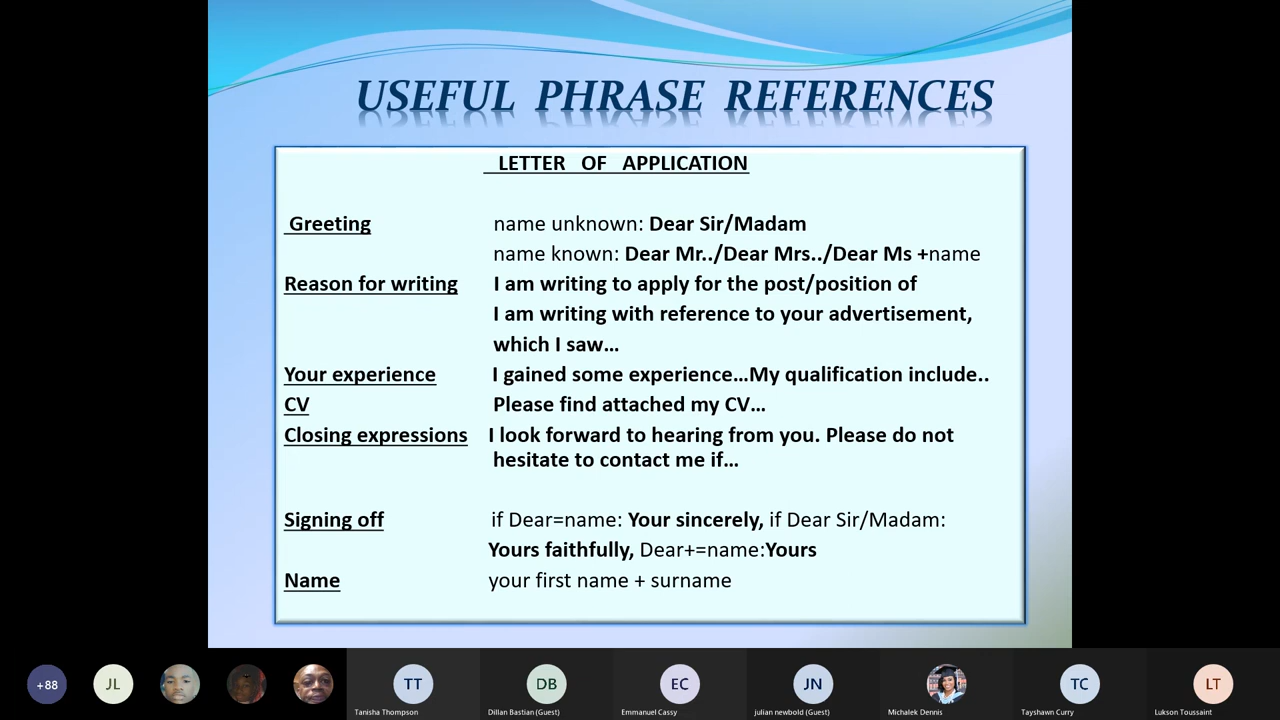 USEFUL PHRASE REFERENCES
LETTER OF APPLICATION
Greeting name unknown: Dear Sir/Madam
name known: Dear Mr../Dear Mrs../Dear Ms +name
Reason for writing I am writing to apply for the post/position of
I am writing with reference to your advertisement,
which I saw…
Your experience I gained some experience…My qualification include..
CV Please find attached my CV…
Closing expressions I look forward to hearing from you. Please do not
hesitate to contact me if…
Signing off if Dear=name: Your sincerely, if Dear Sir/Madam:
Yours faithfully, Dear+=name:Yours
Name your first name + surname
+88 JL TT DB EC JN TC LT
Tanisha Thompson Dillan Bastian (Guest) Emmanuel Cassy julian newbold (Guest) Michalek Dennis Tayshawn Curry Lukson Toussaint